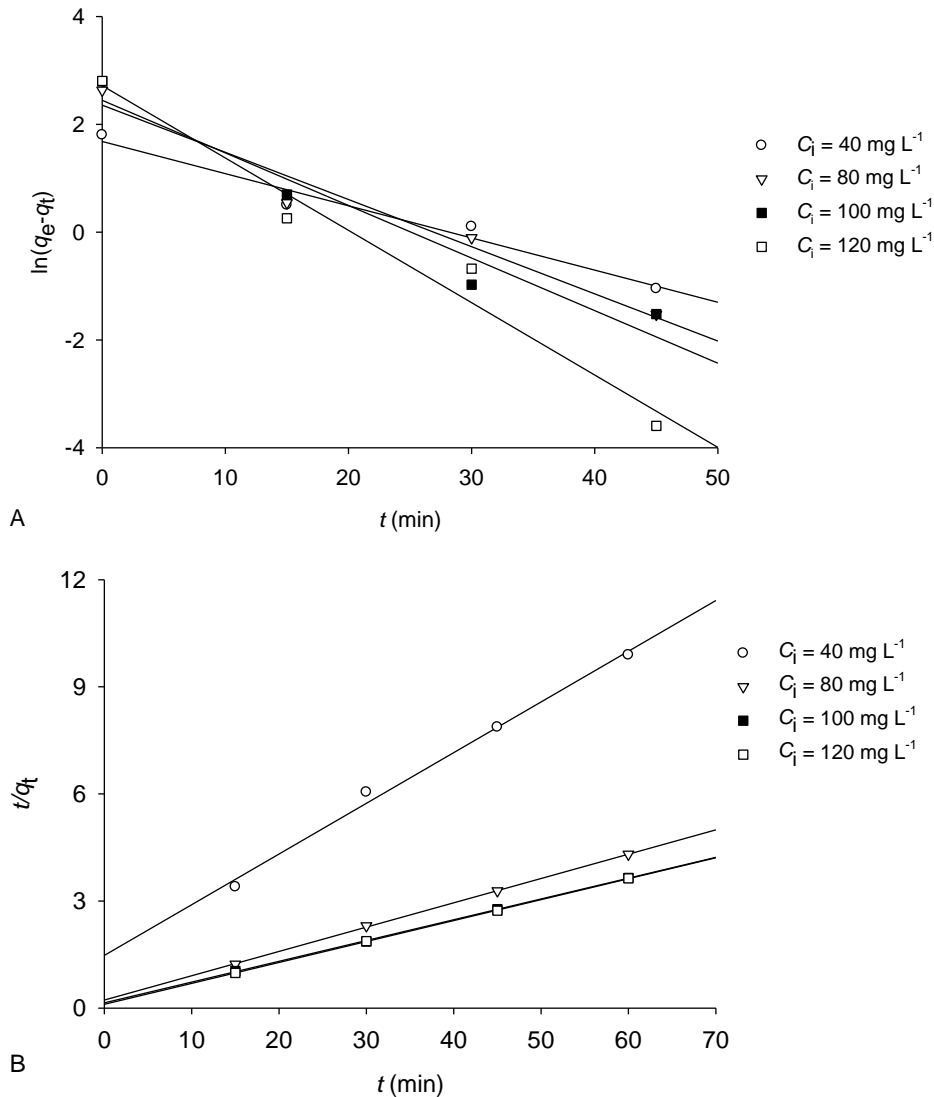 4
2
0
-2
-4
ln(qe-qt)
0 10 20 30 40 50
t (min)
Ci = 40 mg L-1
Ci = 80 mg L-1
Ci = 100 mg L-1
Ci = 120 mg L-1
A
12
9
6
3
0
t/qt
0 10 20 30 40 50 60 70
t (min)
Ci = 40 mg L-1
Ci = 80 mg L-1
Ci = 100 mg L-1
Ci = 120 mg L-1
B